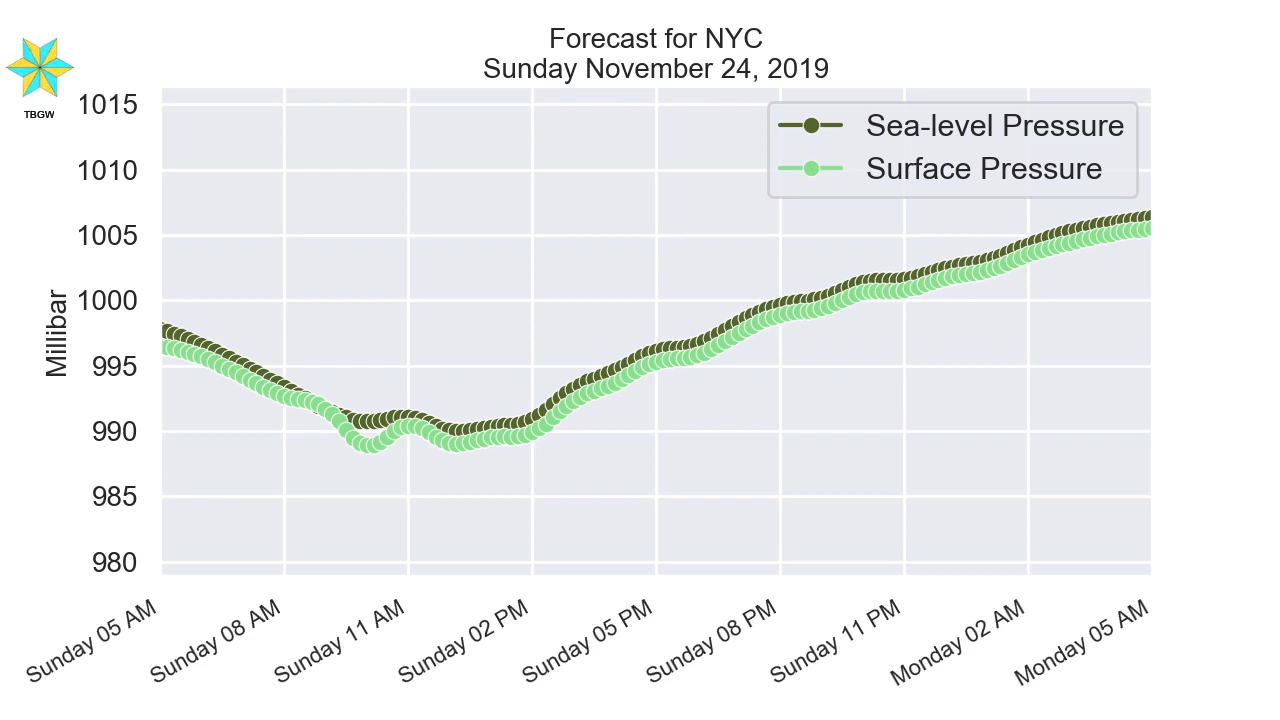 Forecast for NYC
Sunday November 24, 2019
TBGW
Sea-level Pressure
Surface Pressure
Millibar
1015
1010
1005
1000
995
990
985
980
Sunday 05 AM
Sunday 08 AM
Sunday 11 AM
Sunday 02 PM
Sunday 05 PM
Sunday 08 PM
Sunday 11 PM
Monday 02 AM
Monday 05 AM